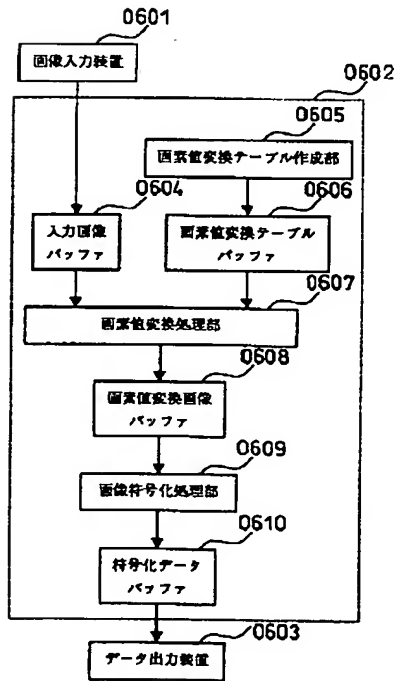 0601
画像入力装置
0602
0605
画素値変換テーブル作成部
0604
0606
入力画像
バッファ
画素値変換テーブル
バッファ
0607
画素値変換処理部
0608
画素値変換画像
バッファ
0609
画像符号化処理部
0610
符号化データ
バッファ
0603
データ出力装置